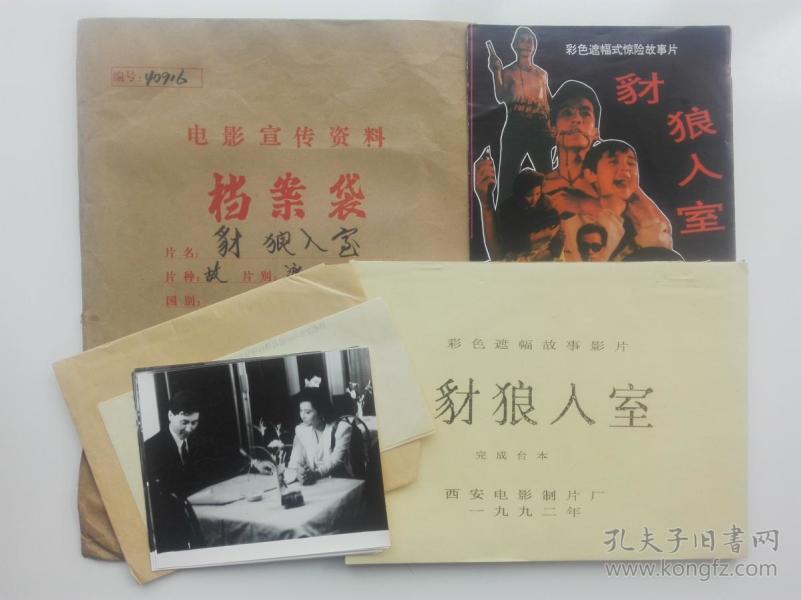 编号:40916
电影宣传资料
档案袋
片名:豺狼入室
片种:故 片别:
国别:
彩色遮幅式惊险故事片
豺狼入室
彩色遮幅故事影片
豺狼入室
完成台本
西安电影制片厂
一九九二年
孔夫子旧书网
www.kongfz.com